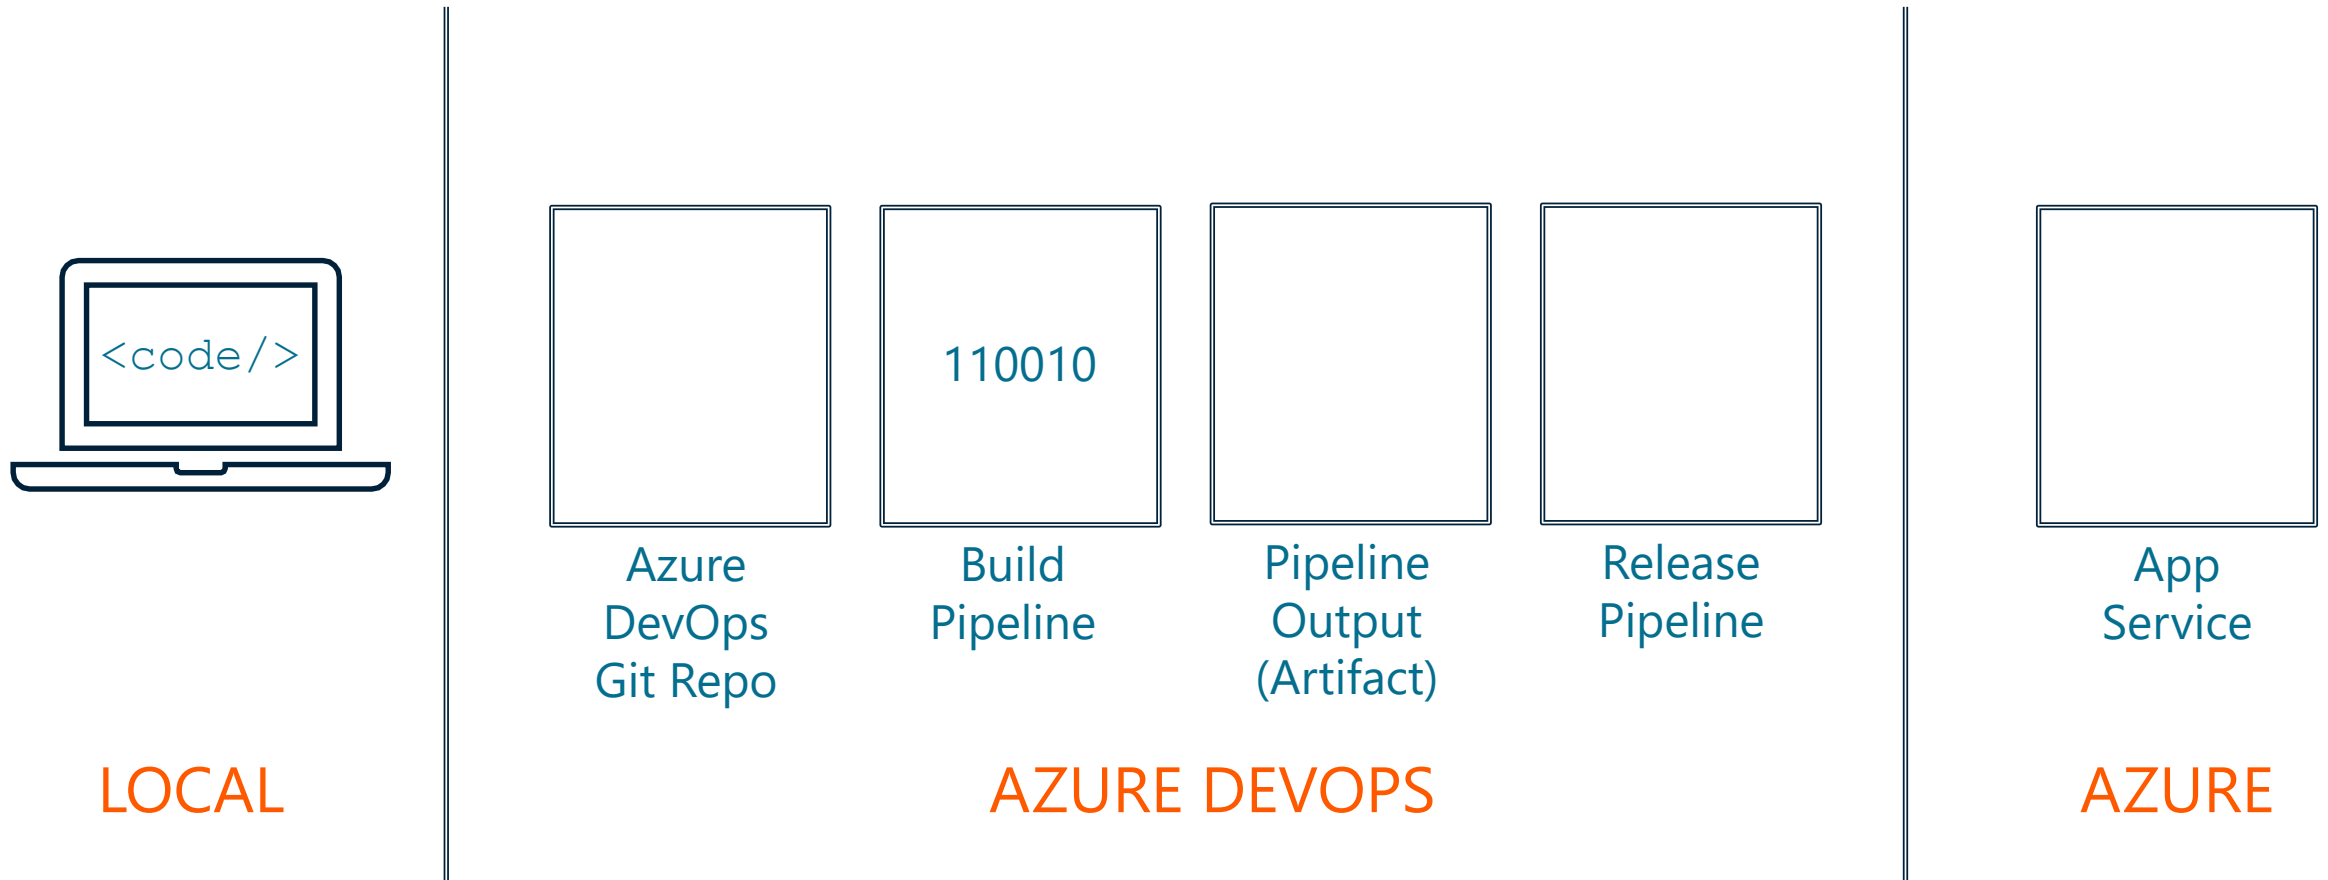 <code/>
110010
Azure
DevOps
Git Repo
Build
Pipeline
Pipeline
Output
(Artifact)
Release
Pipeline
App
Service
LOCAL
AZURE DEVOPS
AZURE